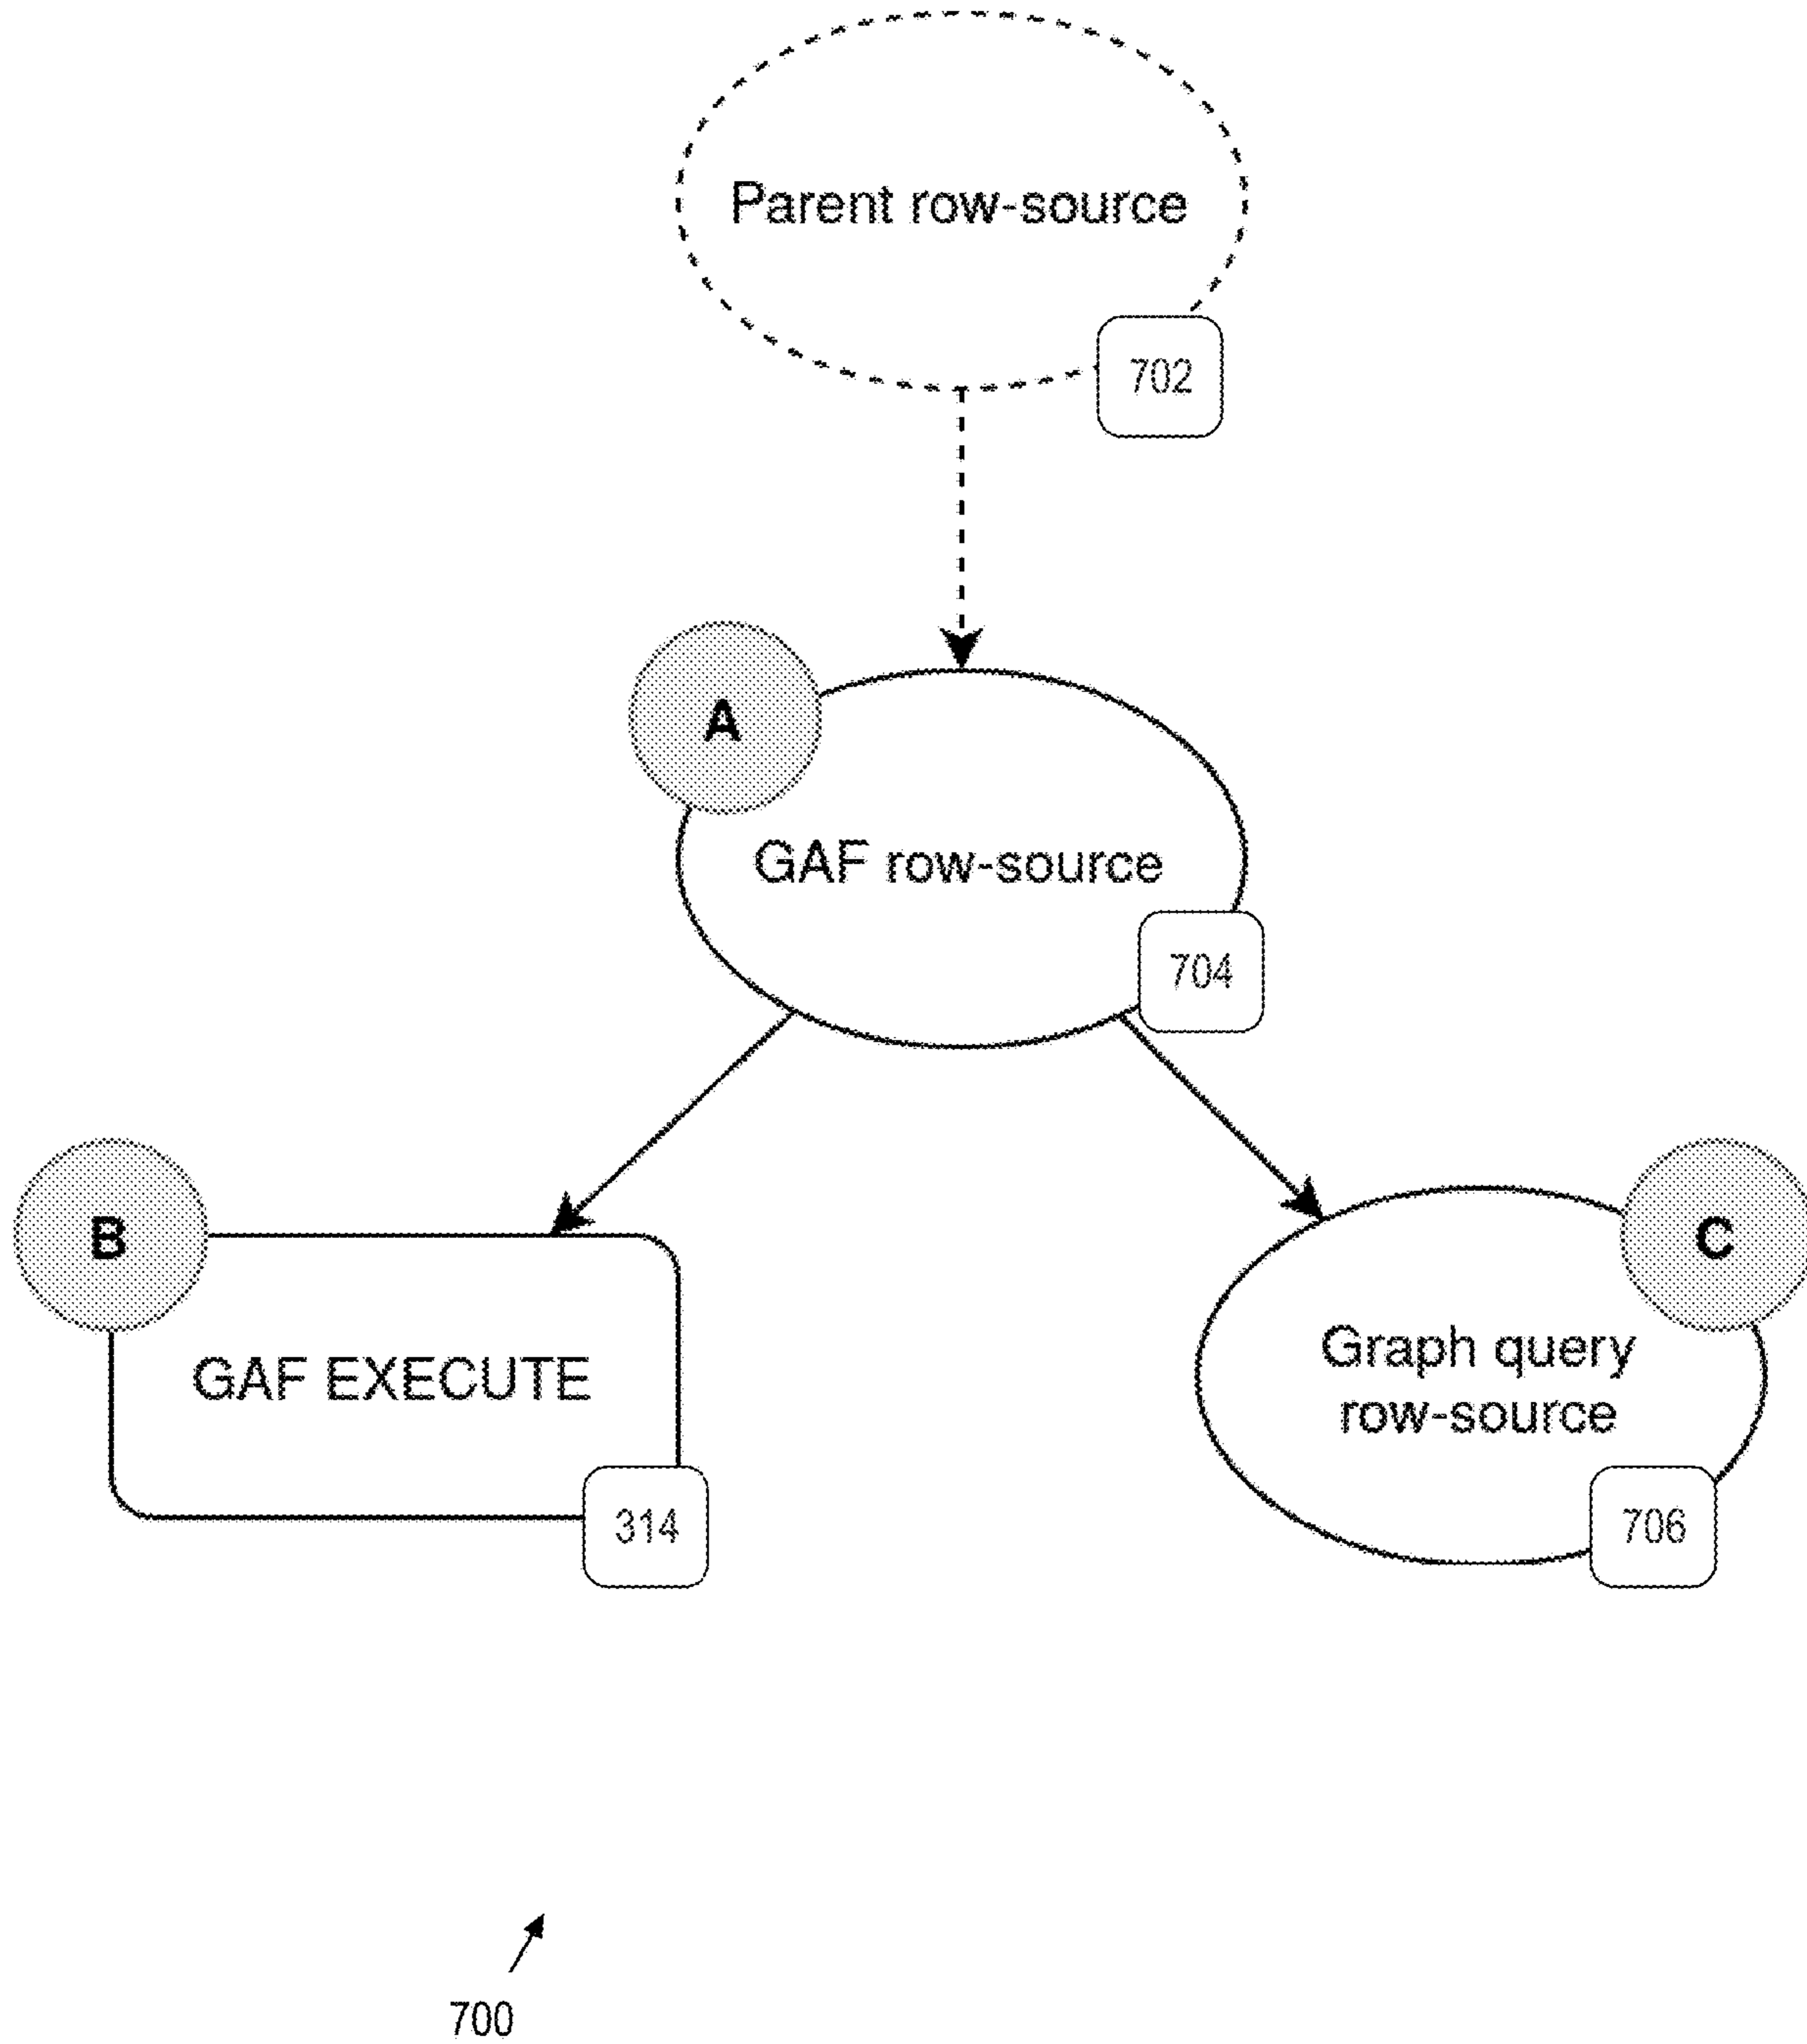 Parent row-source
702
A
GAF row-source
704
B
GAF EXECUTE
314
C
Graph query
row-source
706
700